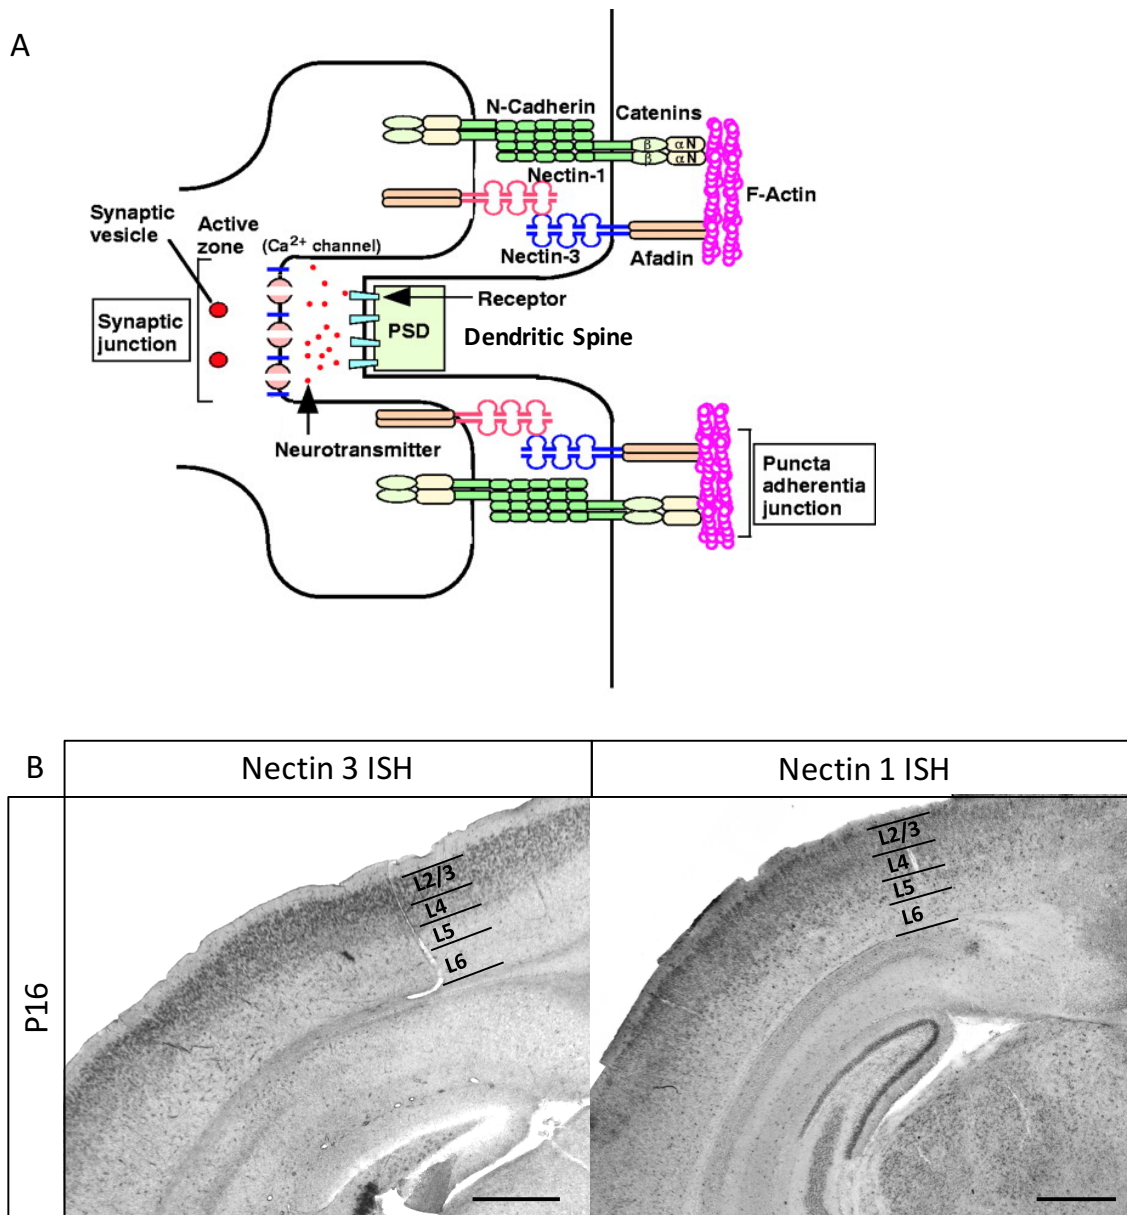 A
N-Cadherin
Catenins
β
αN
β
αN
Nectin-1
F-Actin
Synaptic
vesicle
Active
zone
(Ca2+ channel)
Nectin-3
Afadin
Receptor
Synaptic
junction
PSD
Dendritic Spine
Neurotransmitter
Puncta
adherentia
junction
B
Nectin 3 ISH
Nectin 1 ISH
P16
L2/3
L4
L5
L6
L2/3
L4
L5
L6